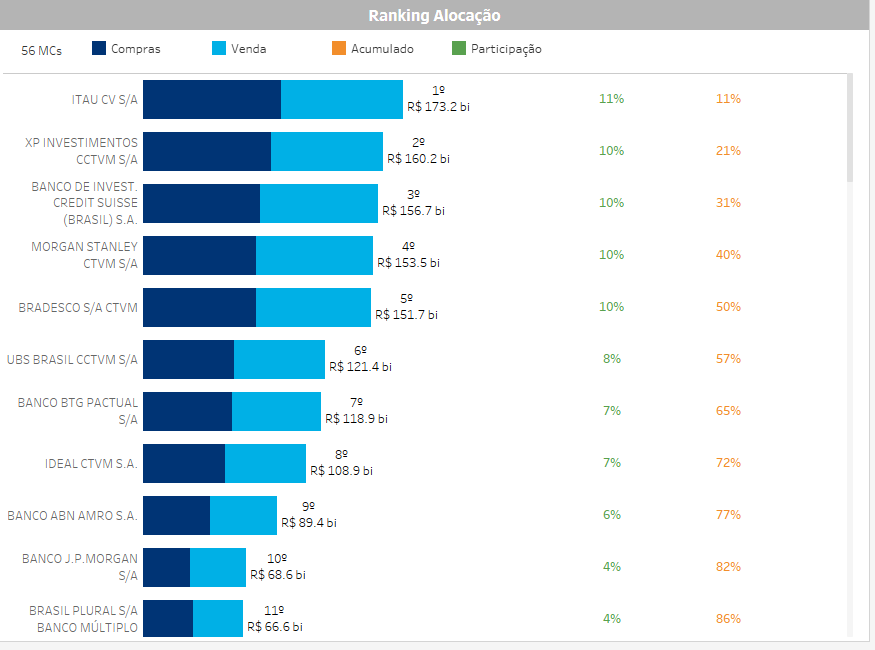 Ranking Alocação
56 MCs
Compras
Venda
Acumulado
Participação
ITAU CV S/A
1º
R$ 173.2 bi
11%
11%
XP INVESTIMENTOS
CCTVM S/A
2º
R$ 160.2 bi
10%
21%
BANCO DE INVEST.
CREDIT SUISSE
(BRASIL) S.A.
3º
R$ 156.7 bi
10%
31%
MORGAN STANLEY
CTVM S/A
4º
R$ 153.5 bi
10%
40%
BRADESCO S/A CTVM
5º
R$ 151.7 bi
10%
50%
UBS BRASIL CCTVM S/A
6º
R$ 121.4 bi
8%
57%
BANCO BTG PACTUAL
S/A
7º
R$ 118.9 bi
7%
65%
IDEAL CTVM S.A.
8º
R$ 108.9 bi
7%
72%
BANCO ABN AMRO S.A.
9º
R$ 89.4 bi
6%
77%
BANCO J.P.MORGAN
S/A
10º
R$ 68.6 bi
4%
82%
BRASIL PLURAL S/A
BANCO MÚLTIPLO
11º
R$ 66.6 bi
4%
86%